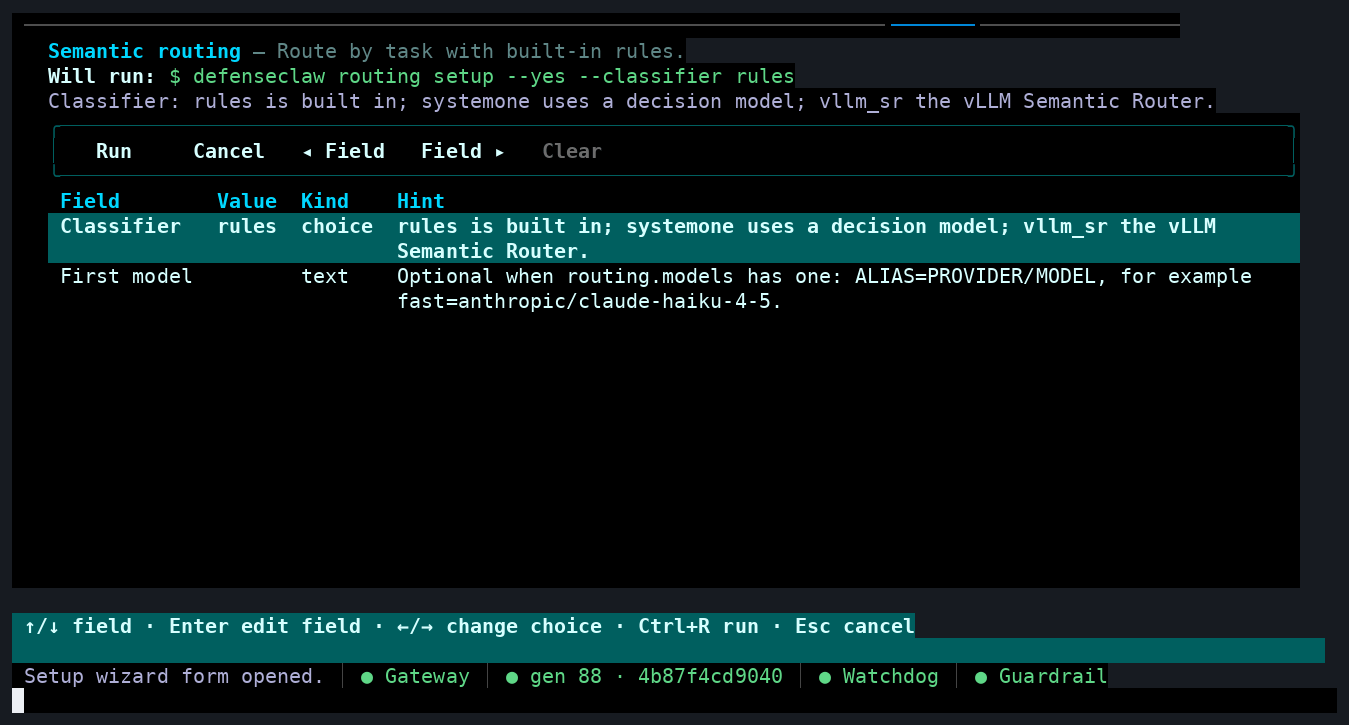 Semantic routing — Route by task with built-in rules.
Will run: $ defenseclaw routing setup --yes --classifier rules
Classifier: rules is built in; systemone uses a decision model; vllm_sr the vLLM Semantic Router.
Run Cancel ◂ Field Field ▸ Clear
Field Value Kind Hint
Classifier rules choice rules is built in; systemone uses a decision model; vllm_sr the vLLM
Semantic Router.
First model text Optional when routing.models has one: ALIAS=PROVIDER/MODEL, for example
fast=anthropic/claude-haiku-4-5.
↑/↓ field · Enter edit field · ←/→ change choice · Ctrl+R run · Esc cancel
Setup wizard form opened. │ ● Gateway │ ● gen 88 · 4b87f4cd9040 │ ● Watchdog │ ● Guardrail